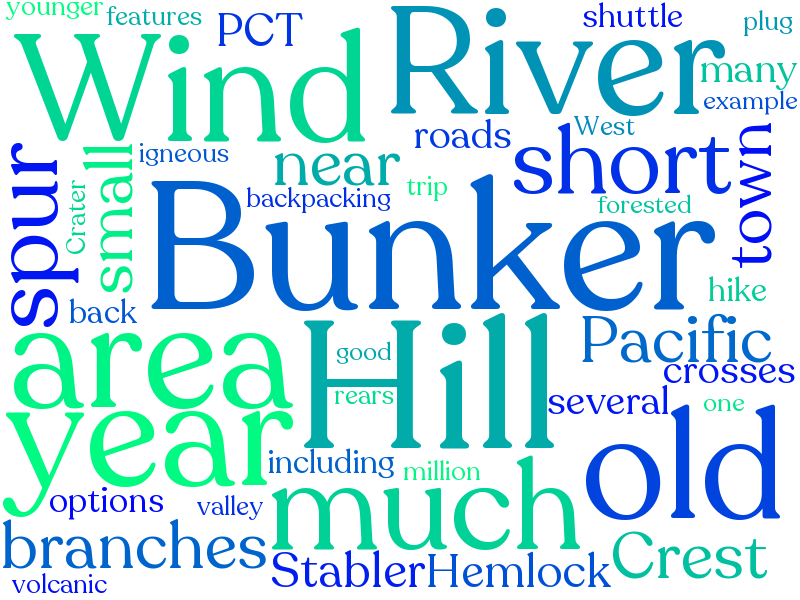 younger
features
PCT
shuttle
plug
Wind
River
many
example
roads
West
igneous
near
short
town
spur
small
Crater
backpacking
trip
forested
Bunker
hike
back
area
Hill
good
Pacific
crosses
rears
several
one
year
old
including
million
options
valley
much
branches
Stabler
Hemlock
Crest
volcanic